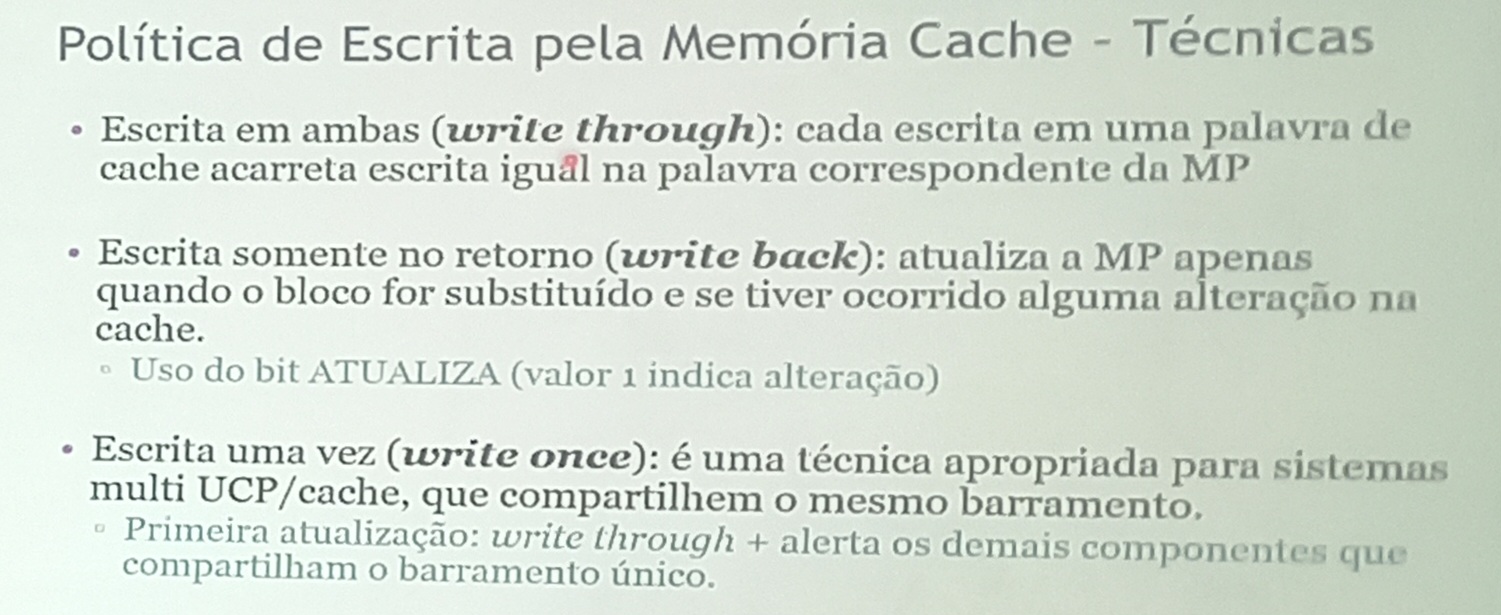 Política de Escrita pela Memória Cache - Técnicas
• Escrita em ambas (write through): cada escrita em uma palavra de
cache acarreta escrita igual na palavra correspondente da MP
• Escrita somente no retorno (write back): atualiza a MP apenas
quando o bloco for substituído e se tiver ocorrido alguma alteração na
cache.
▫ Uso do bit ATUALIZA (valor 1 indica alteração)
• Escrita uma vez (write once): é uma técnica apropriada para sistemas
multi UCP/cache, que compartilhem o mesmo barramento.
▫ Primeira atualização: write through + alerta os demais componentes que
compartilham o barramento único.